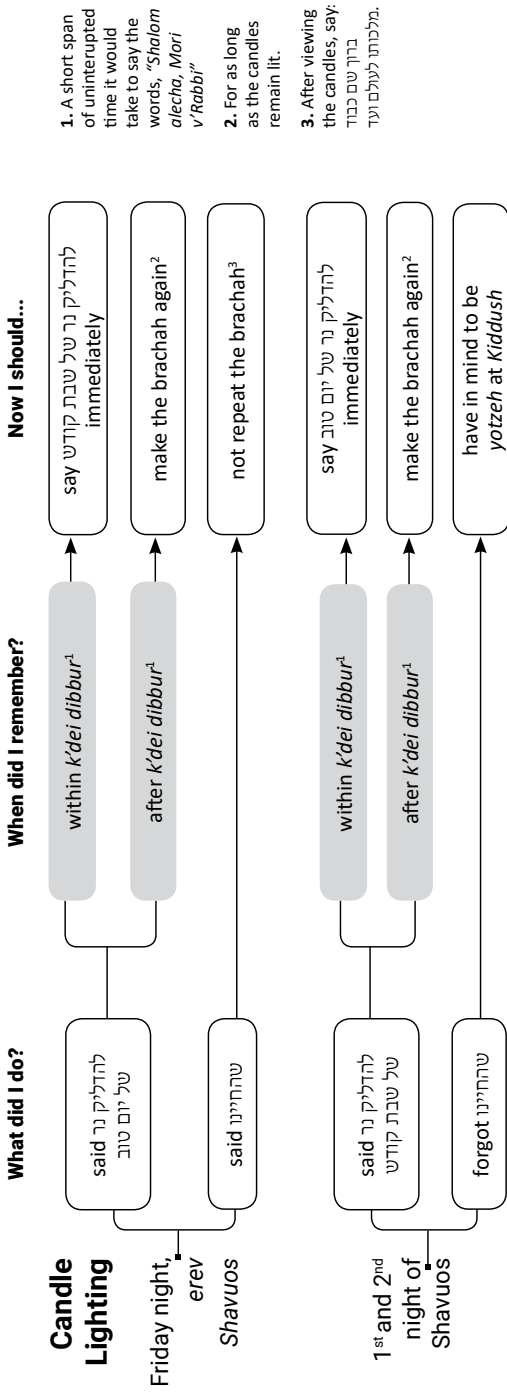 What did I do?
When did I remember?
Now I should...
Candle
Lighting
Friday night,
erev
Shavuos
said להדליק נר
של יום טוב
within k'dei dibbur¹
say להדליק נר של שבת קודש
immediately
after k'dei dibbur¹
make the brachah again²
said שהחיינו
not repeat the brachah³
1st and 2nd
night of
Shavuos
said להדליק נר
של שבת קודש
within k'dei dibbur¹
say להדליק נר של יום טוב
immediately
after k'dei dibbur¹
make the brachah again²
forgot שהחיינו
have in mind to be
yotzeh at Kiddush
1. A short span
of uninterupted
time it would
take to say the
words, "Shalom
alecha, Mori
v'Rabbi"
2. For as long
as the candles
remain lit.
3. After viewing
the candles, say:
ברוך שם כבוד
מלכותו לעולם ועד.